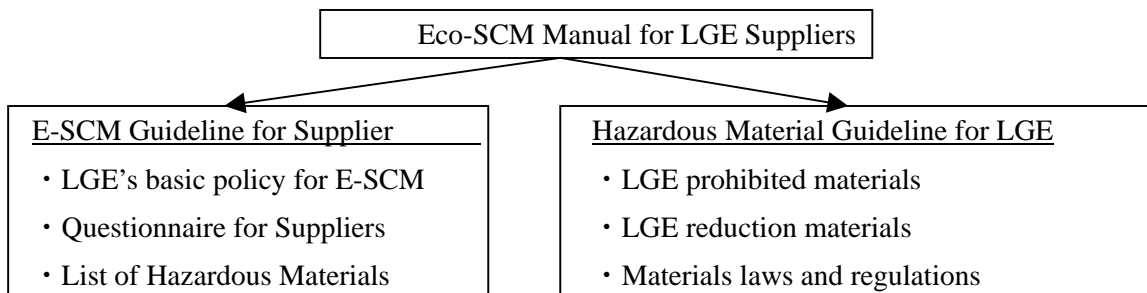 Eco-SCM Manual for LGE Suppliers
E-SCM Guideline for Supplier
・LGE's basic policy for E-SCM
・Questionnaire for Suppliers
・List of Hazardous Materials
Hazardous Material Guideline for LGE
・LGE prohibited materials
・LGE reduction materials
・Materials laws and regulations